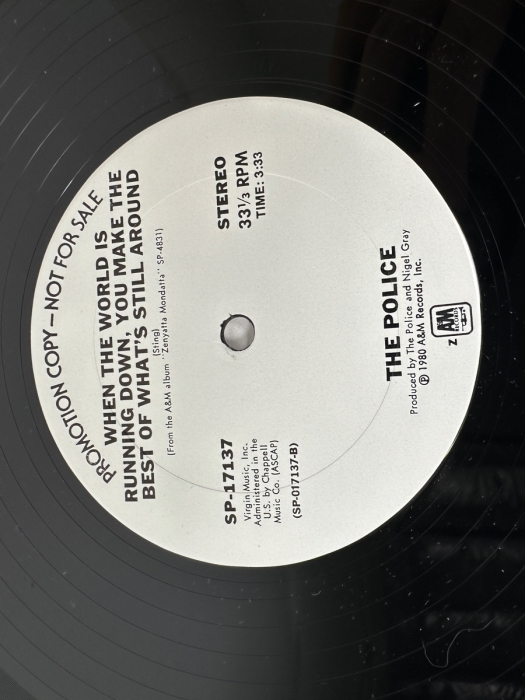 PROMOTION COPY — NOT FOR SALE
WHEN THE WORLD IS
RUNNING DOWN, YOU MAKE THE
BEST OF WHAT'S STILL AROUND
(Sting)
(From the A&M album "Zenyatta Mondatta" SP-4831)
SP-17137
Virgin Music, Inc.
Administered in the
U.S. by Chappell
Music Co. (ASCAP)
(SP-017137-B)
STEREO
33⅓ RPM
TIME: 3:33
THE POLICE
Produced by The Police and Nigel Gray
℗ 1980 A&M Records, Inc.
Z
A&M
RECORDS